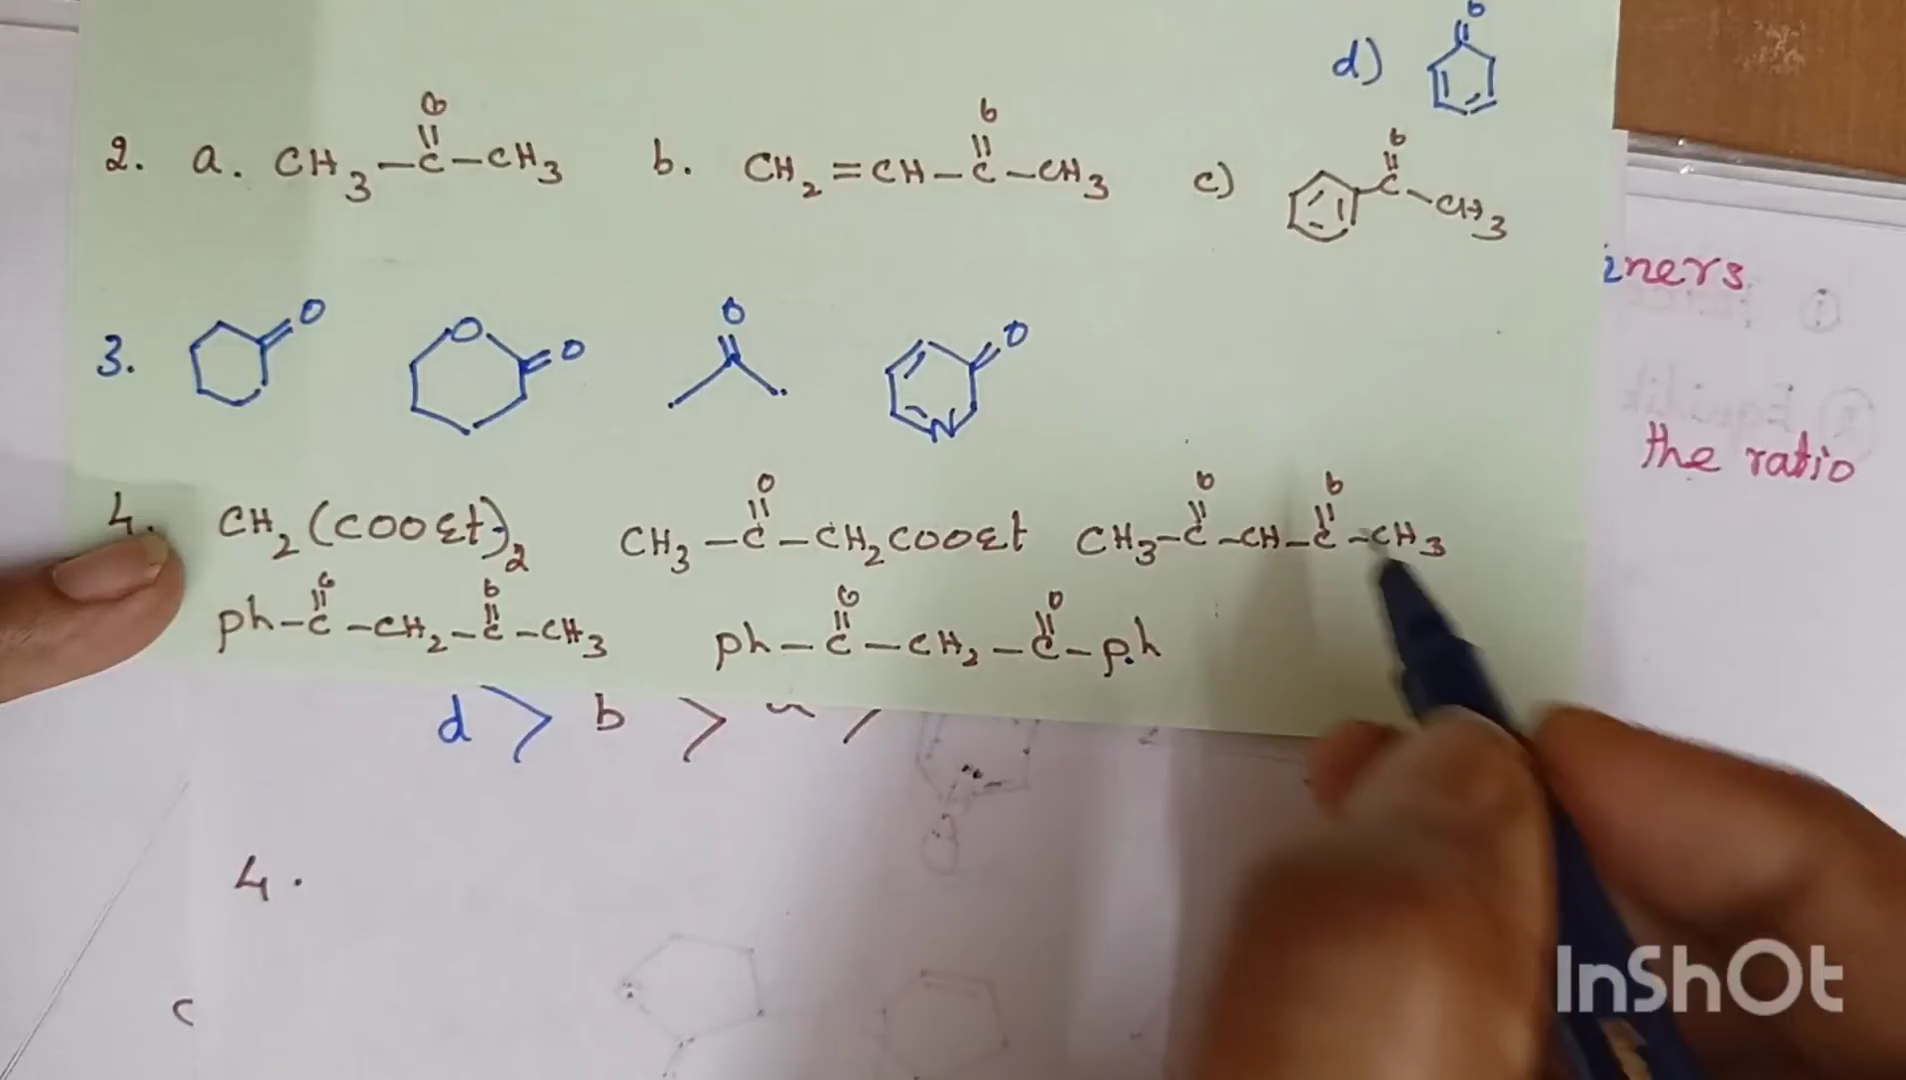 d) O
2. a. CH3-C(=O)-CH3 b. CH2=CH-C(=O)-CH3 c) C(=O)-CH3
3. O O O O O N
4. CH2(COOEt)2 CH3-C(=O)-CH2COOEt CH3-C(=O)-CH-C(=O)-CH3
ph-C(=O)-CH2-C(=O)-CH3 ph-C(=O)-CH2-C(=O)-ph
d > b >
4.
c
iners
the ratio
InShOt